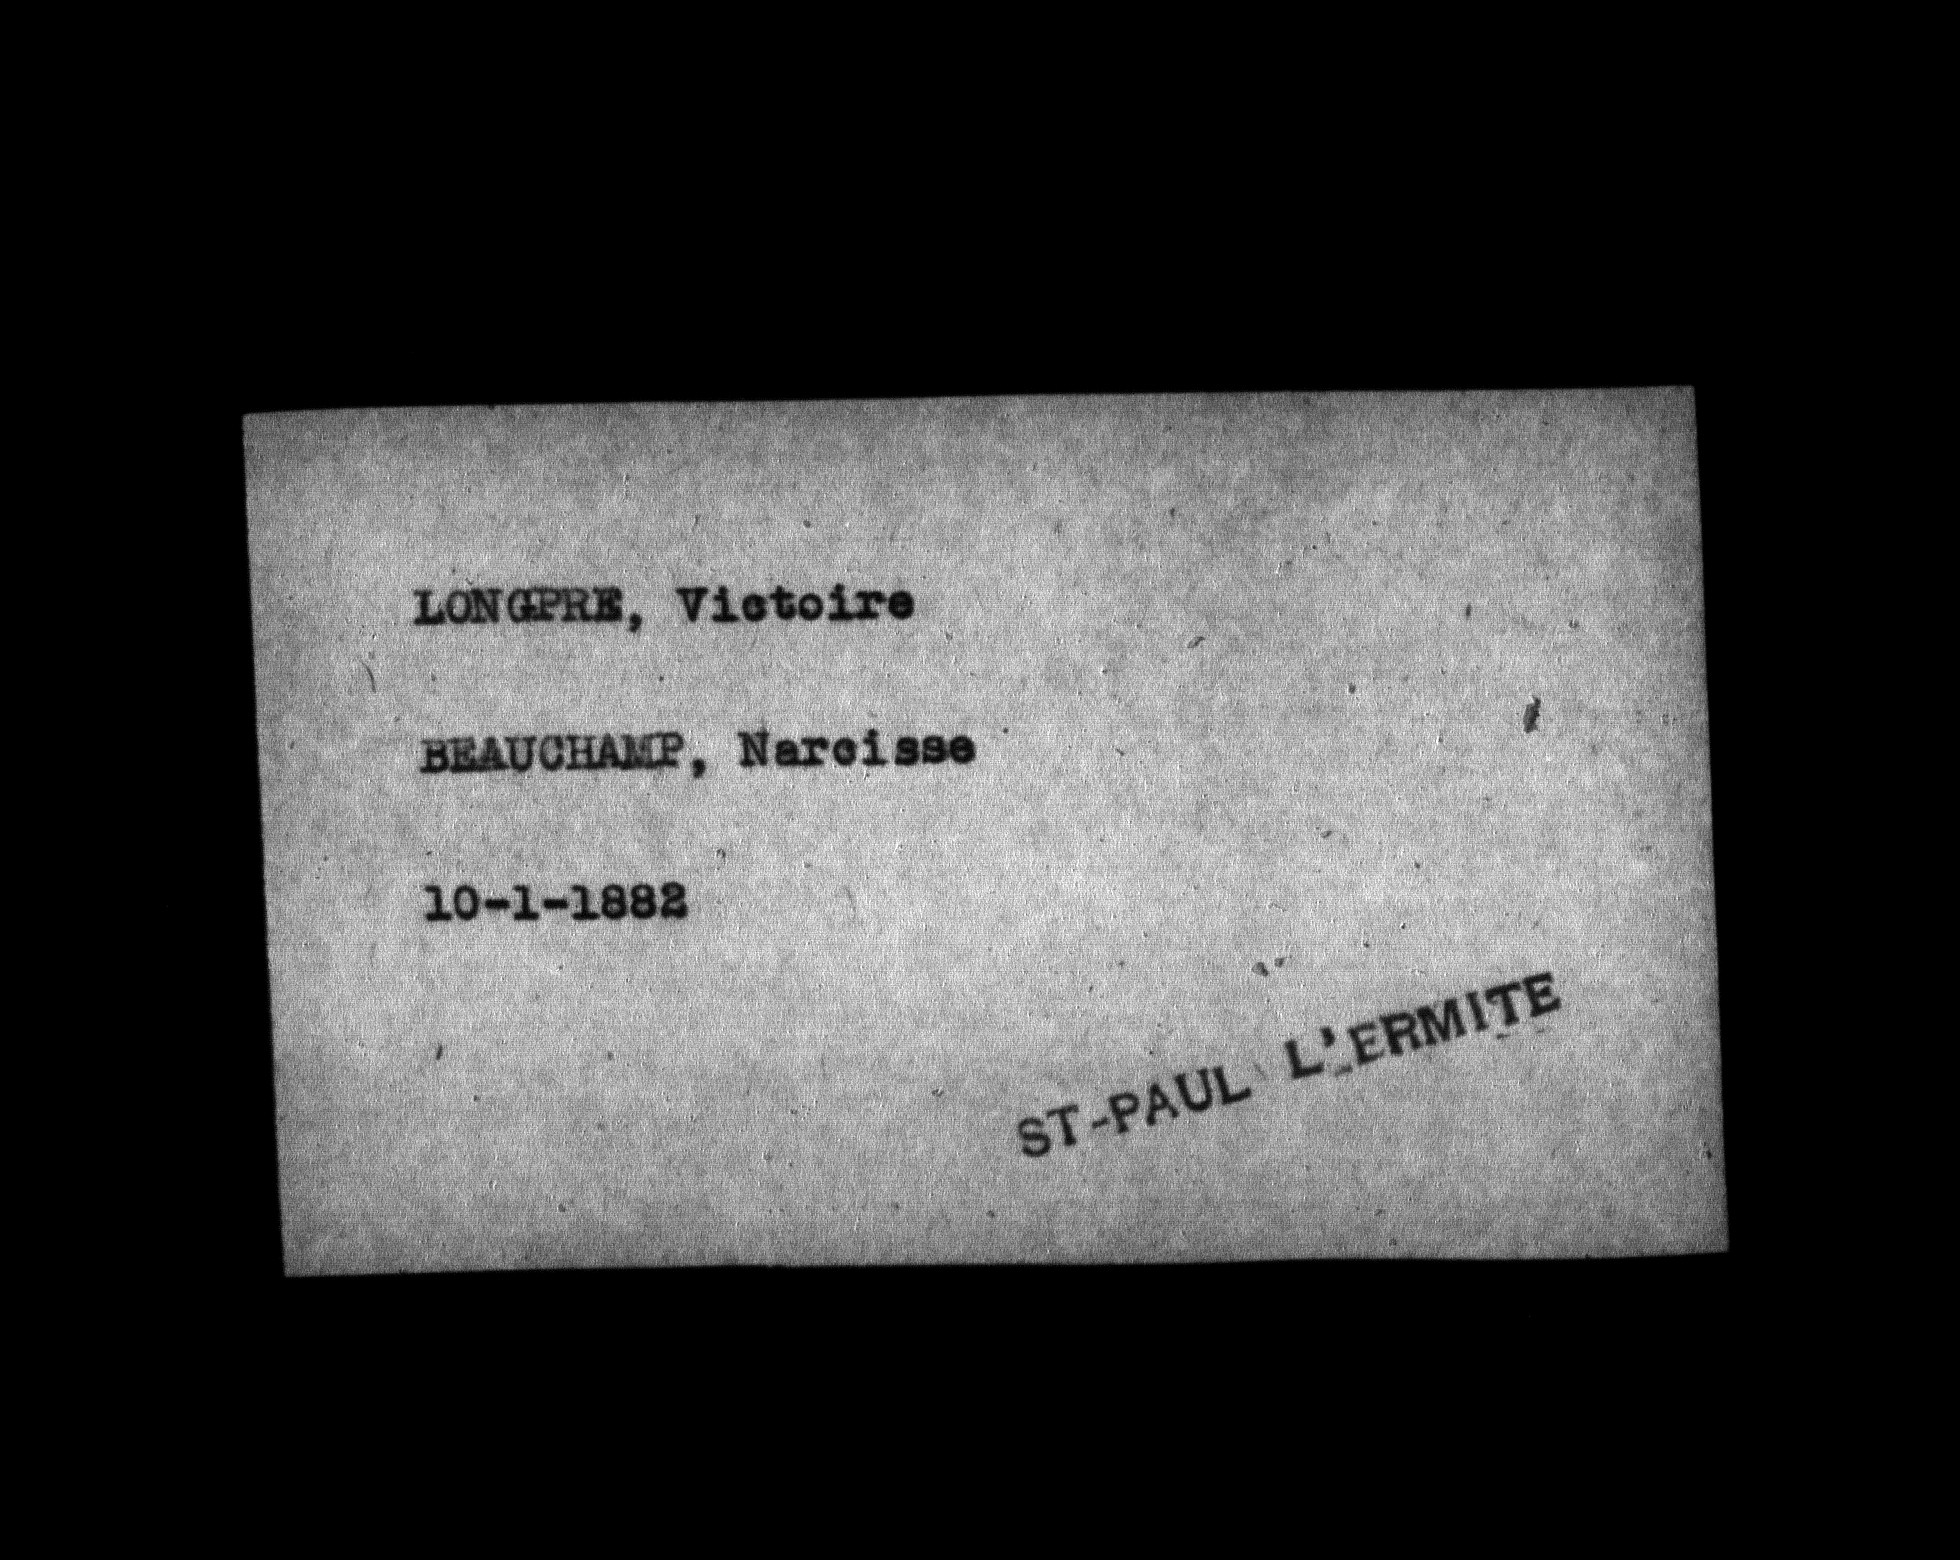 LONGPRE, Victoire
BEAUCHAMP, Narcisse
10-1-1882
ST-PAUL L'ERMITE